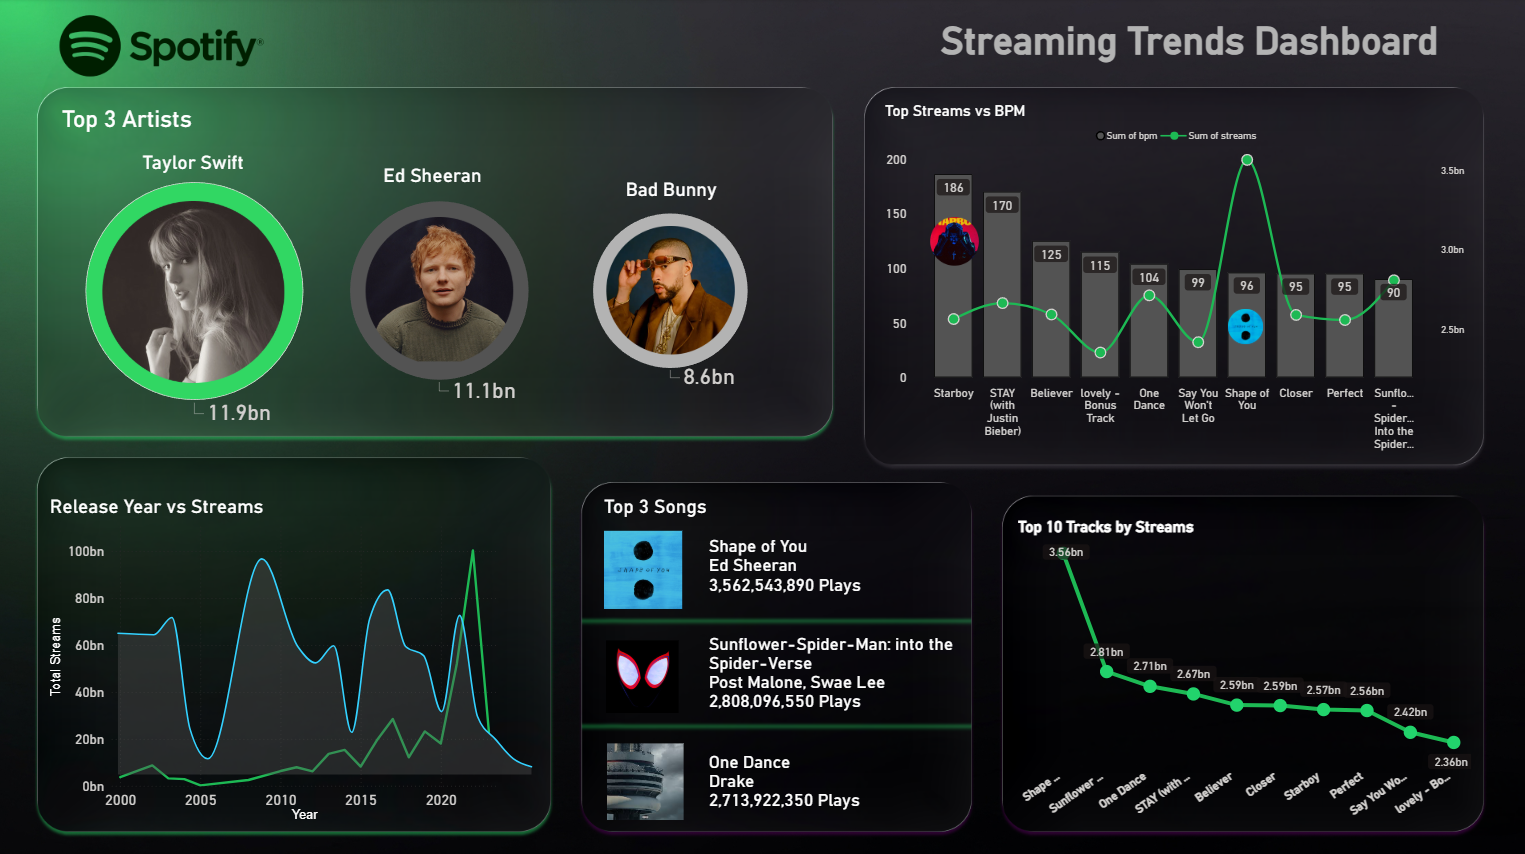 Spotify®
Streaming Trends Dashboard
Top 3 Artists
Taylor Swift
Ed Sheeran
Bad Bunny
11.9bn
11.1bn
8.6bn
Top Streams vs BPM
Sum of bpm
Sum of streams
200
150
100
50
0
3.5bn
3.0bn
2.5bn
186
170
125
115
104
99
96
95
95
90
Starboy
STAY
(with
Justin
Bieber)
Believer
lovely -
Bonus
Track
One
Dance
Say You
Won't
Let Go
Shape of
You
Closer
Perfect
Sunflo...
-
Spider...
Into the
Spider...
Release Year vs Streams
Total Streams
100bn
80bn
60bn
40bn
20bn
0bn
2000
2005
2010
2015
2020
Year
Top 3 Songs
shape of you
Shape of You
Ed Sheeran
3,562,543,890 Plays
Sunflower-Spider-Man: into the
Spider-Verse
Post Malone, Swae Lee
2,808,096,550 Plays
One Dance
Drake
2,713,922,350 Plays
Top 10 Tracks by Streams
3.56bn
2.81bn
2.71bn
2.67bn
2.59bn
2.59bn
2.57bn
2.56bn
2.42bn
2.36bn
Shape ...
Sunflower ...
One Dance
STAY (with ...
Believer
Closer
Starboy
Perfect
Say You Wo...
lovely - Bo...